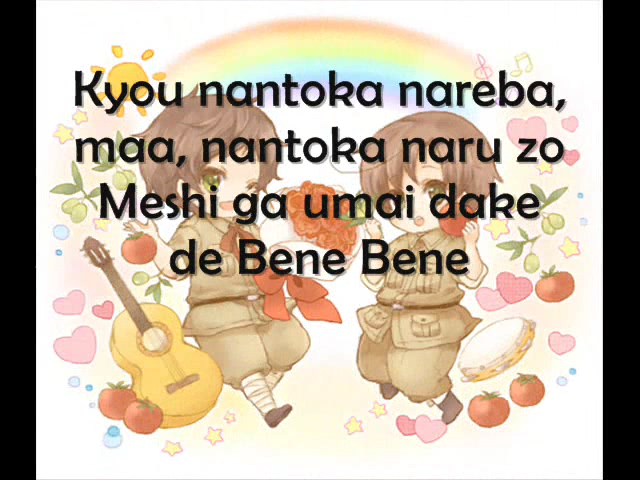 Kyou nantoka nareba,
maa, nantoka naru zo
Meshi ga umai dake
de Bene Bene